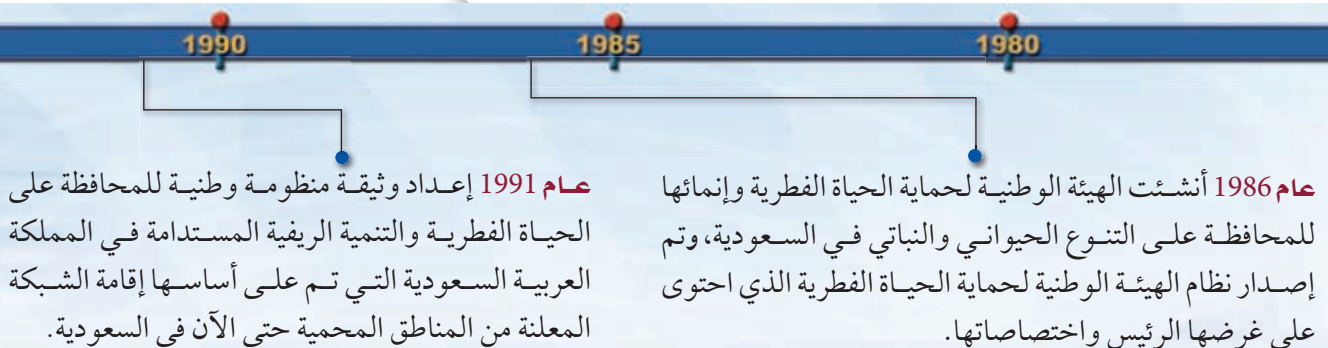 1980
1985
1990
عام 1986 أنشئت الهيئة الوطنية لحماية الحياة الفطرية وإنمائها
للمحافظة على التنوع الحيواني والنباتي في السعودية، وتم
إصدار نظام الهيئة الوطنية لحماية الحياة الفطرية الذي احتوى
على غرضها الرئيس واختصاصاتها.
عام 1991 إعداد وثيقة منظومة وطنية للمحافظة على
الحياة الفطرية والتنمية الريفية المستدامة في المملكة
العربية السعودية التي تم على أساسها إقامة الشبكة
المعلنة من المناطق المحمية حتى الآن في السعودية.